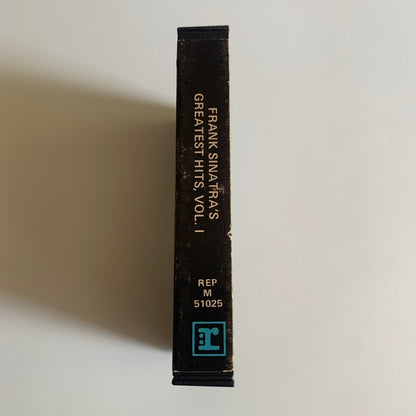 FRANK SINATRA'S
GREATEST HITS, VOL. I
REP
M
51025
r